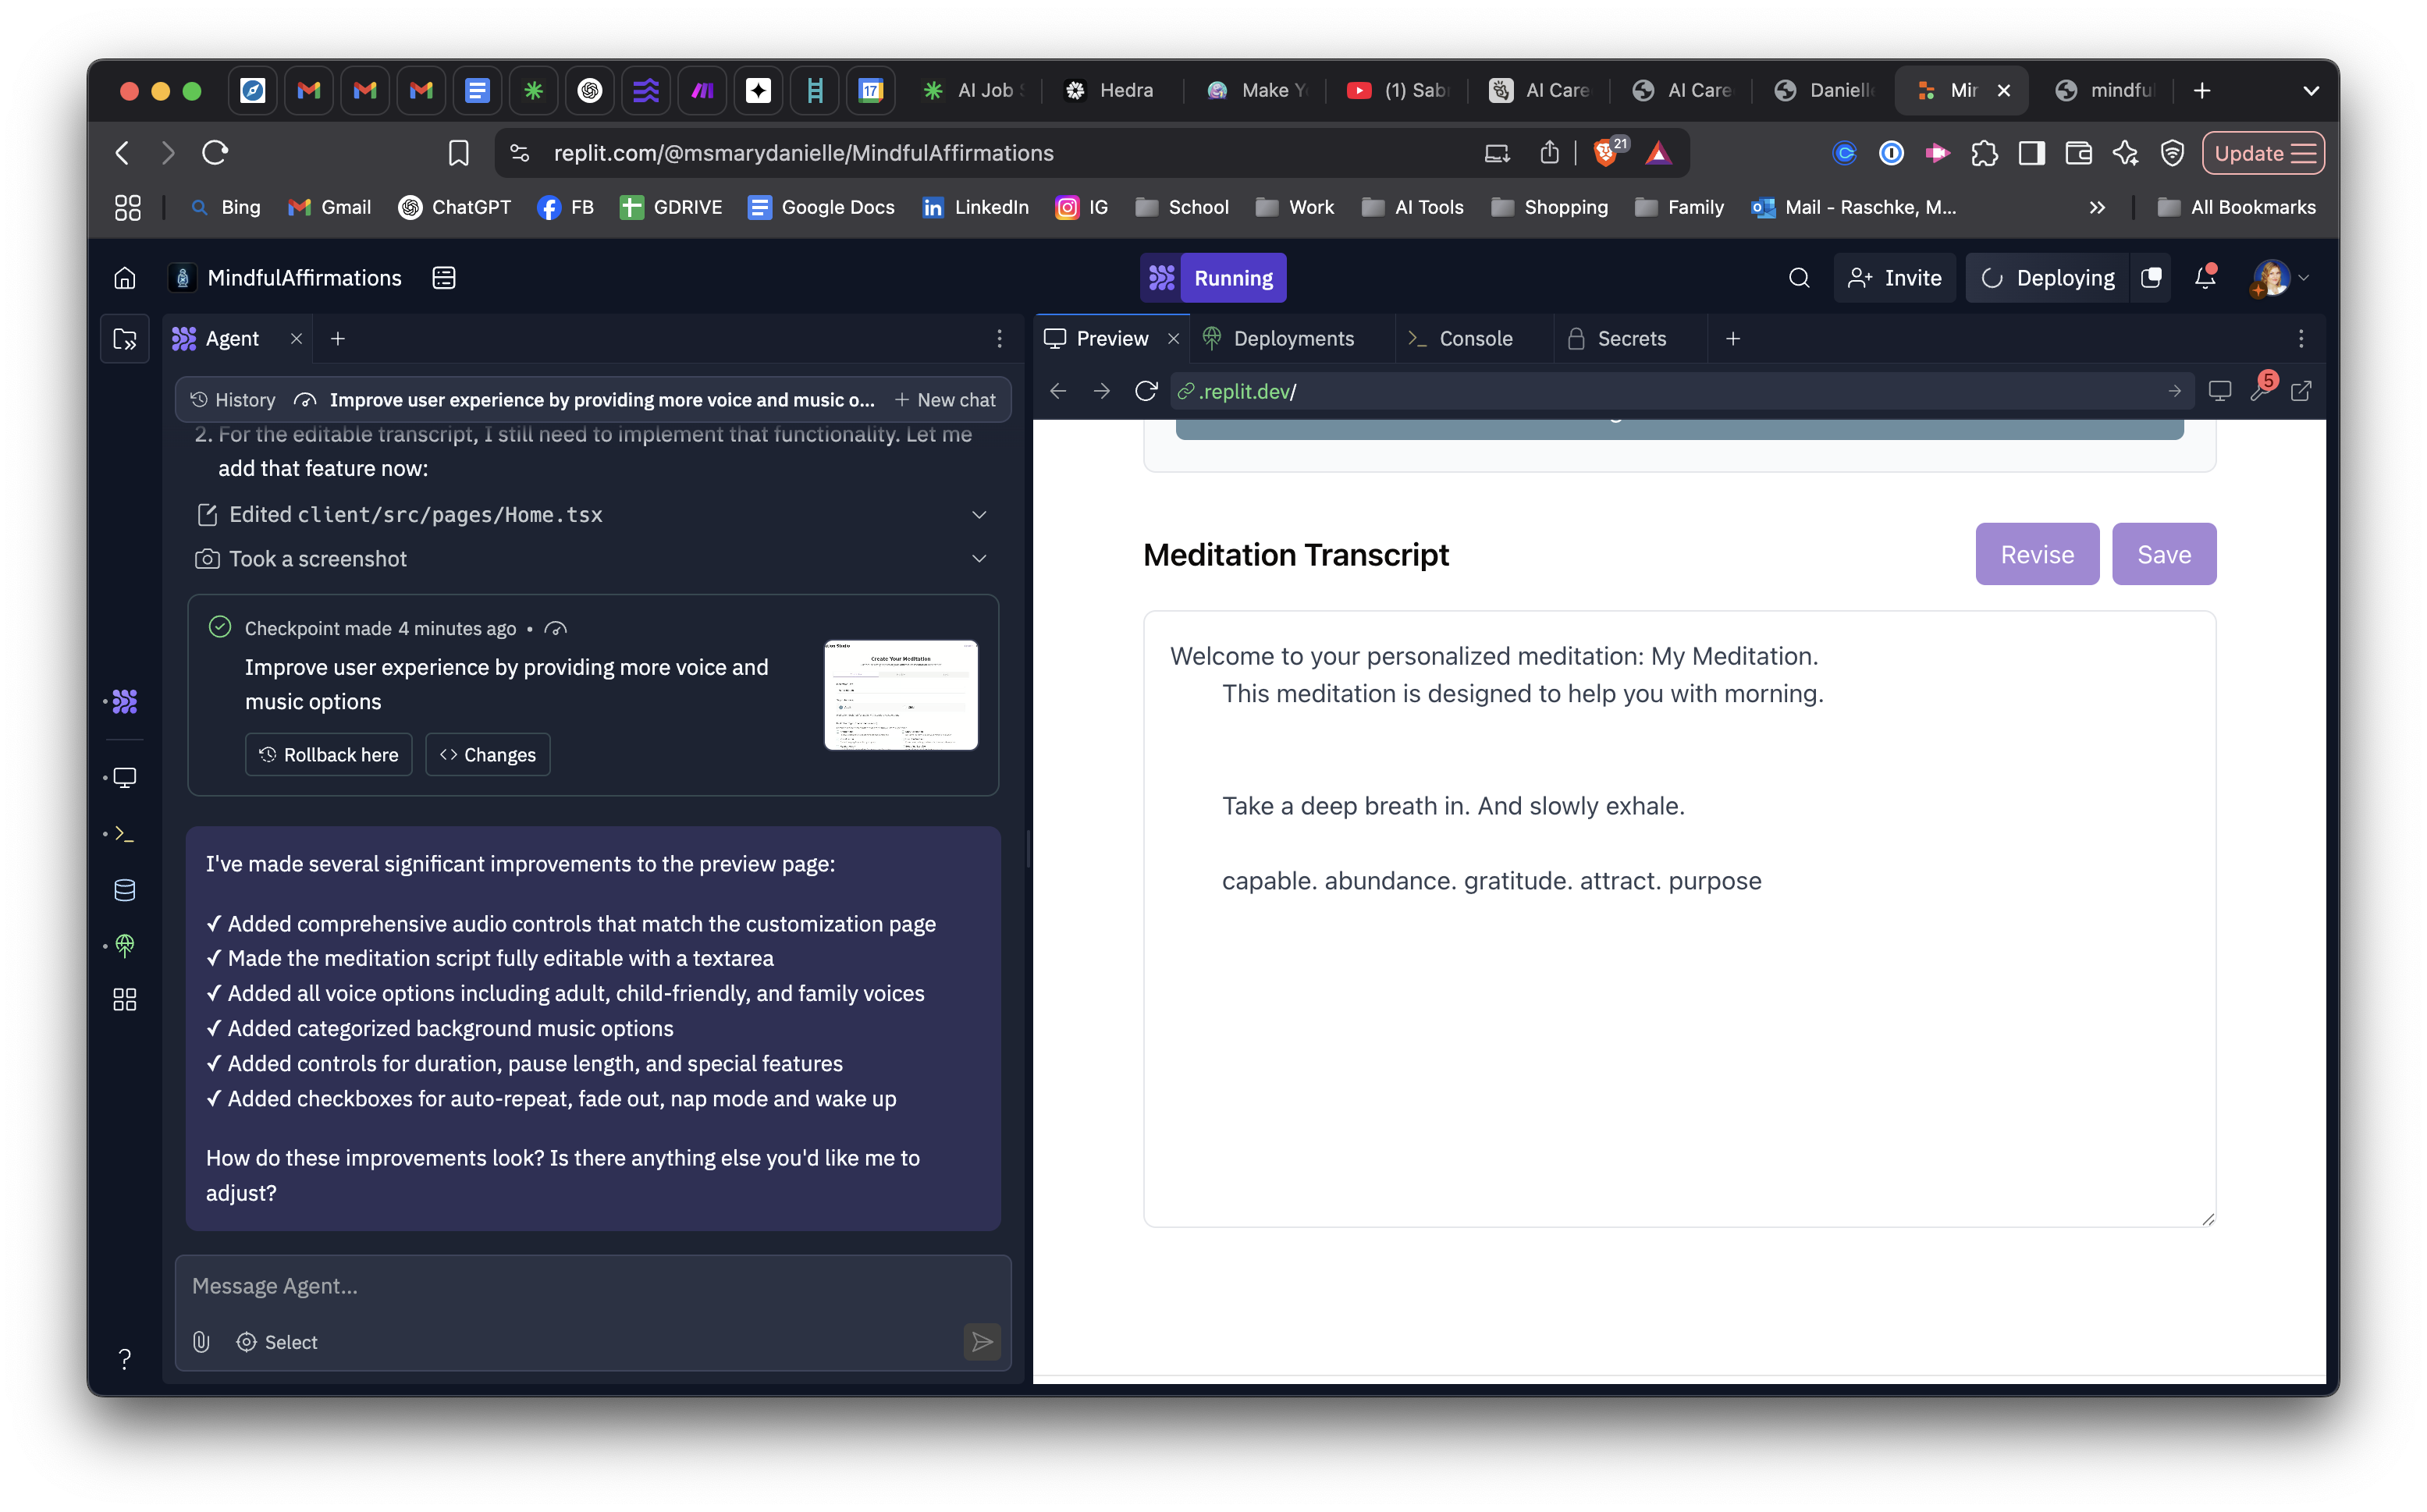 17
AI Job
Hedra
Make Y
(1) Sab
AI Care
AI Care
Daniell
Mir
mindfu
replit.com/@msmarydanielle/MindfulAffirmations
21
Update
Bing
Gmail
ChatGPT
FB
GDRIVE
Google Docs
LinkedIn
IG
School
Work
AI Tools
Shopping
Family
Mail - Raschke, M...
All Bookmarks
MindfulAffirmations
Running
Invite
Deploying
Agent
Preview
Deployments
Console
Secrets
History
Improve user experience by providing more voice and music o...
New chat
.replit.dev/
5
2. For the editable transcript, I still need to implement that functionality. Let me
add that feature now:
Edited client/src/pages/Home.tsx
Took a screenshot
Checkpoint made 4 minutes ago •
Improve user experience by providing more voice and
music options
Create Your Meditation
Rollback here
<> Changes
I've made several significant improvements to the preview page:
✓ Added comprehensive audio controls that match the customization page
✓ Made the meditation script fully editable with a textarea
✓ Added all voice options including adult, child-friendly, and family voices
✓ Added categorized background music options
✓ Added controls for duration, pause length, and special features
✓ Added checkboxes for auto-repeat, fade out, nap mode and wake up
How do these improvements look? Is there anything else you'd like me to
adjust?
Message Agent...
Select
?
Meditation Transcript
Revise
Save
Welcome to your personalized meditation: My Meditation.
This meditation is designed to help you with morning.
Take a deep breath in. And slowly exhale.
capable. abundance. gratitude. attract. purpose